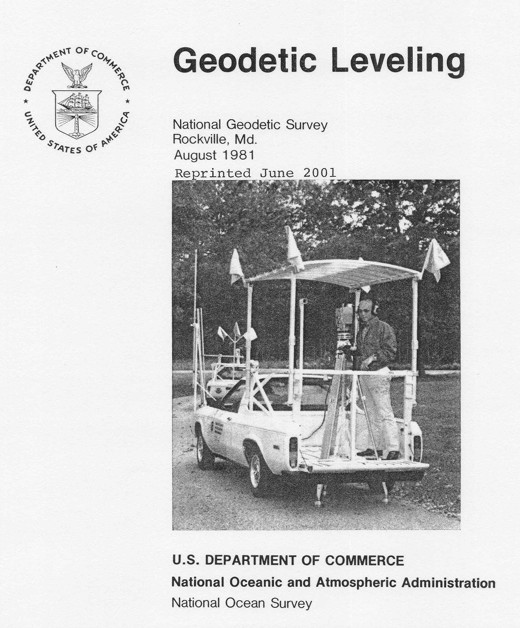 DEPARTMENT OF COMMERCE
UNITED STATES OF AMERICA
Geodetic Leveling
National Geodetic Survey
Rockville, Md.
August 1981
Reprinted June 2001
U.S. DEPARTMENT OF COMMERCE
National Oceanic and Atmospheric Administration
National Ocean Survey